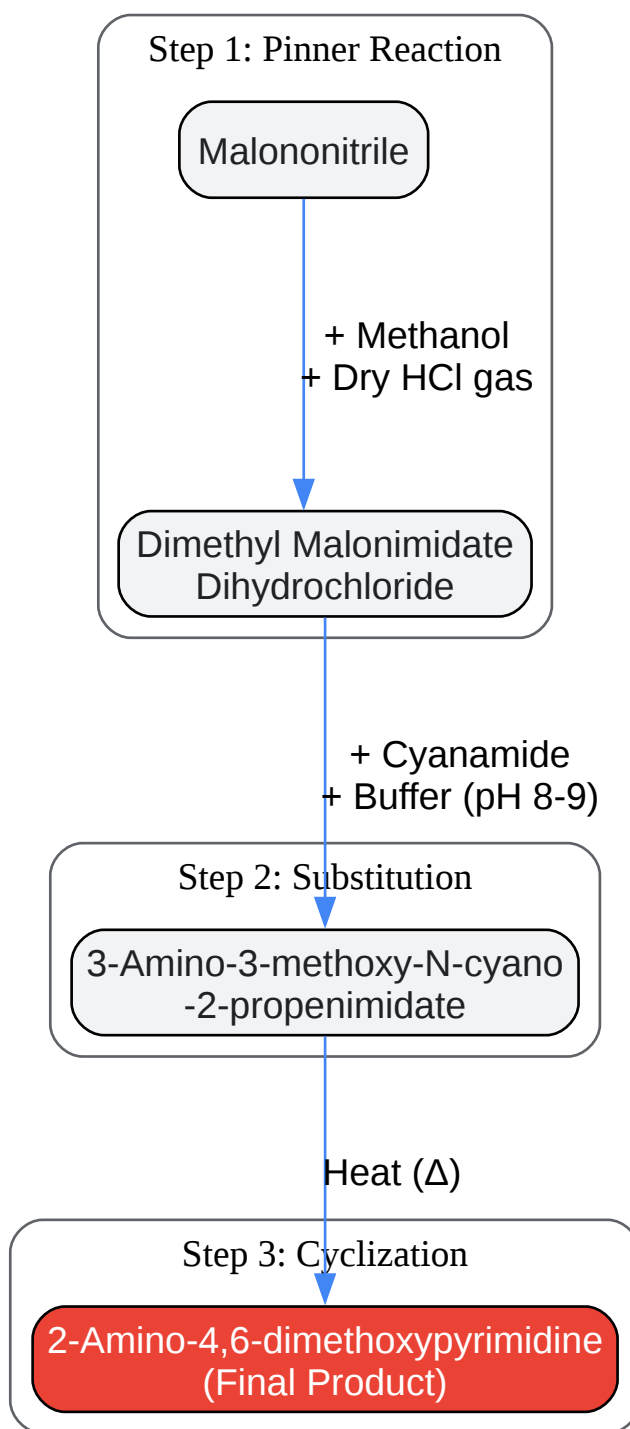 Step 1: Pinner Reaction
Malononitrile
+ Methanol
+ Dry HCl gas
Dimethyl Malonimidate
Dihydrochloride
+ Cyanamide
+ Buffer (pH 8-9)
Step 2: Substitution
3-Amino-3-methoxy-N-cyano
-2-propenimidate
Heat (Δ)
Step 3: Cyclization
2-Amino-4,6-dimethoxypyrimidine
(Final Product)